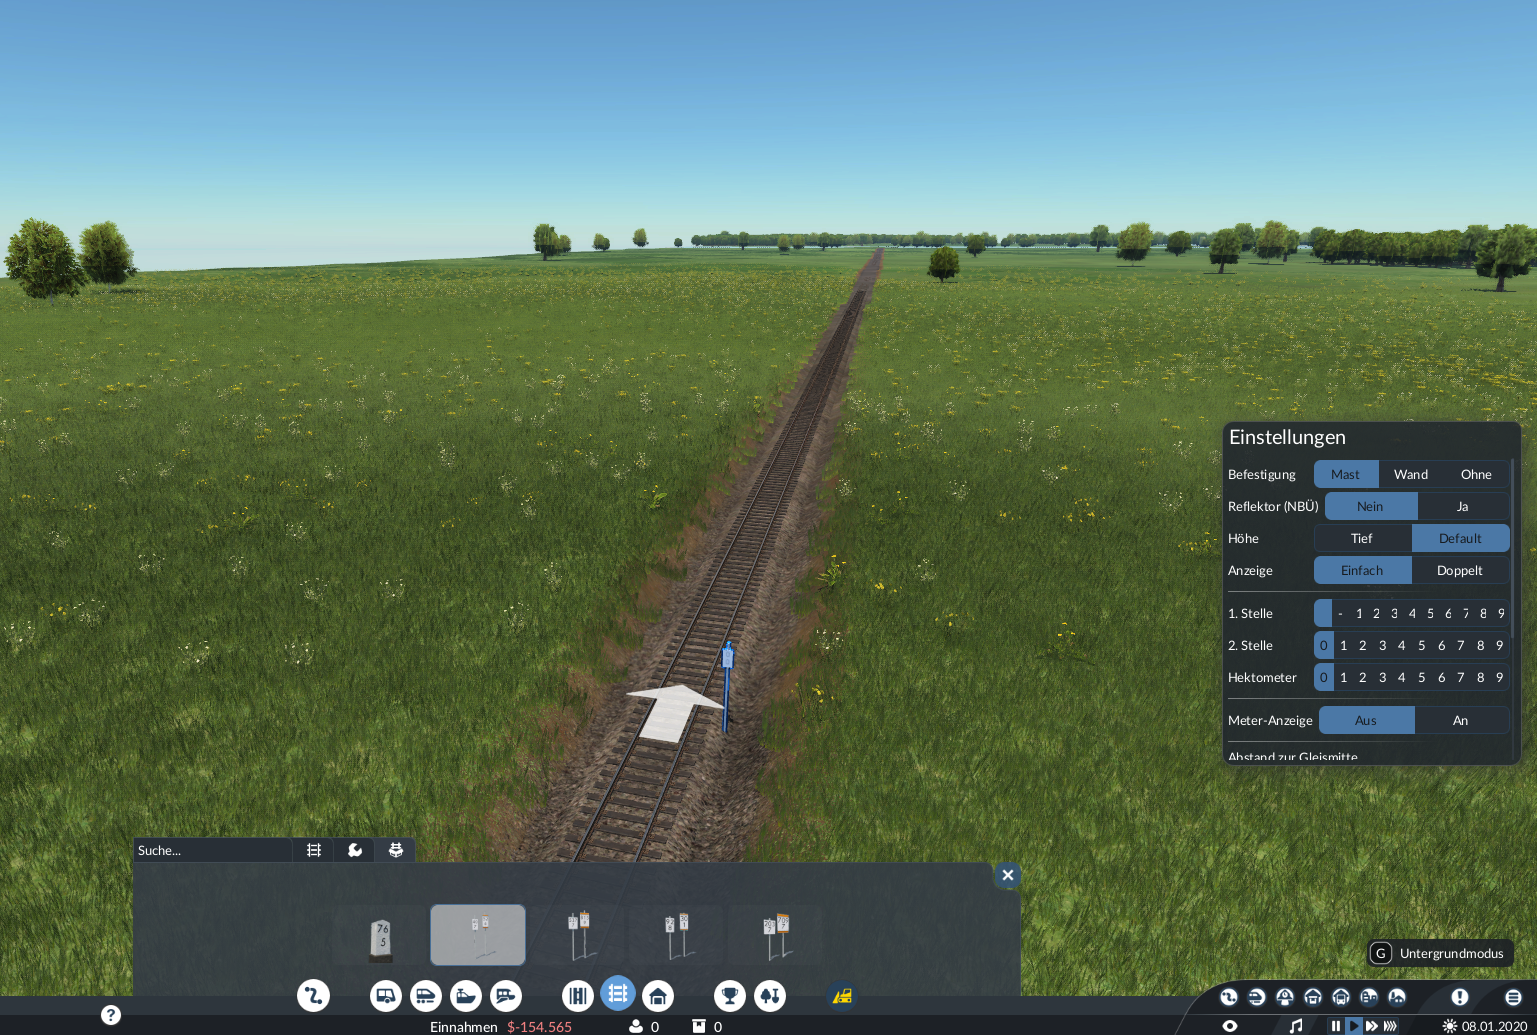 Einstellungen
Befestigung Mast Wand Ohne
Reflektor (NBÜ) Nein Ja
Höhe Tief Default
Anzeige Einfach Doppelt
1. Stelle - 1 2 3 4 5 6 7 8 9
2. Stelle 0 1 2 3 4 5 6 7 8 9
Hektometer 0 1 2 3 4 5 6 7 8 9
Meter-Anzeige Aus An
Abstand zur Gleismitte
Suche...
76
5
G Untergrundmodus
?
Einnahmen $-154.565 0 0
08.01.2020